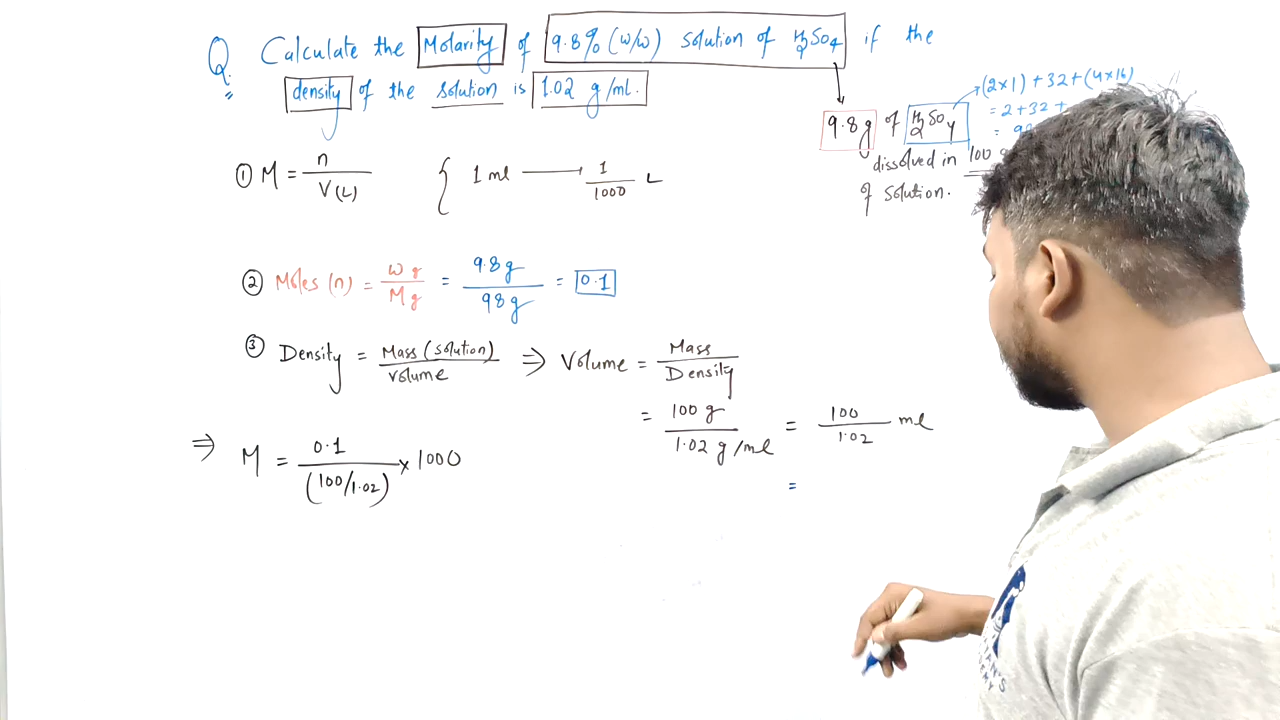 Q. Calculate the Molarity of 9.8% (w/w) solution of H2SO4 if the
density of the solution is 1.02 g/ml.
(2×1) + 32 + (4×16)
= 2+32 +
= 98
9.8g of H2SO4
dissolved in 100 g
of solution.
① M = n / V(L) { 1 ml ⟶ 1/1000 L
② Moles (n) = W g / M g = 9.8g / 98g = 0.1
③ Density = Mass (solution) / Volume ⇒ Volume = Mass / Density
= 100 g / 1.02 g/ml = 100 / 1.02 ml
=
⇒ M = 0.1 / (100/1.02) × 1000